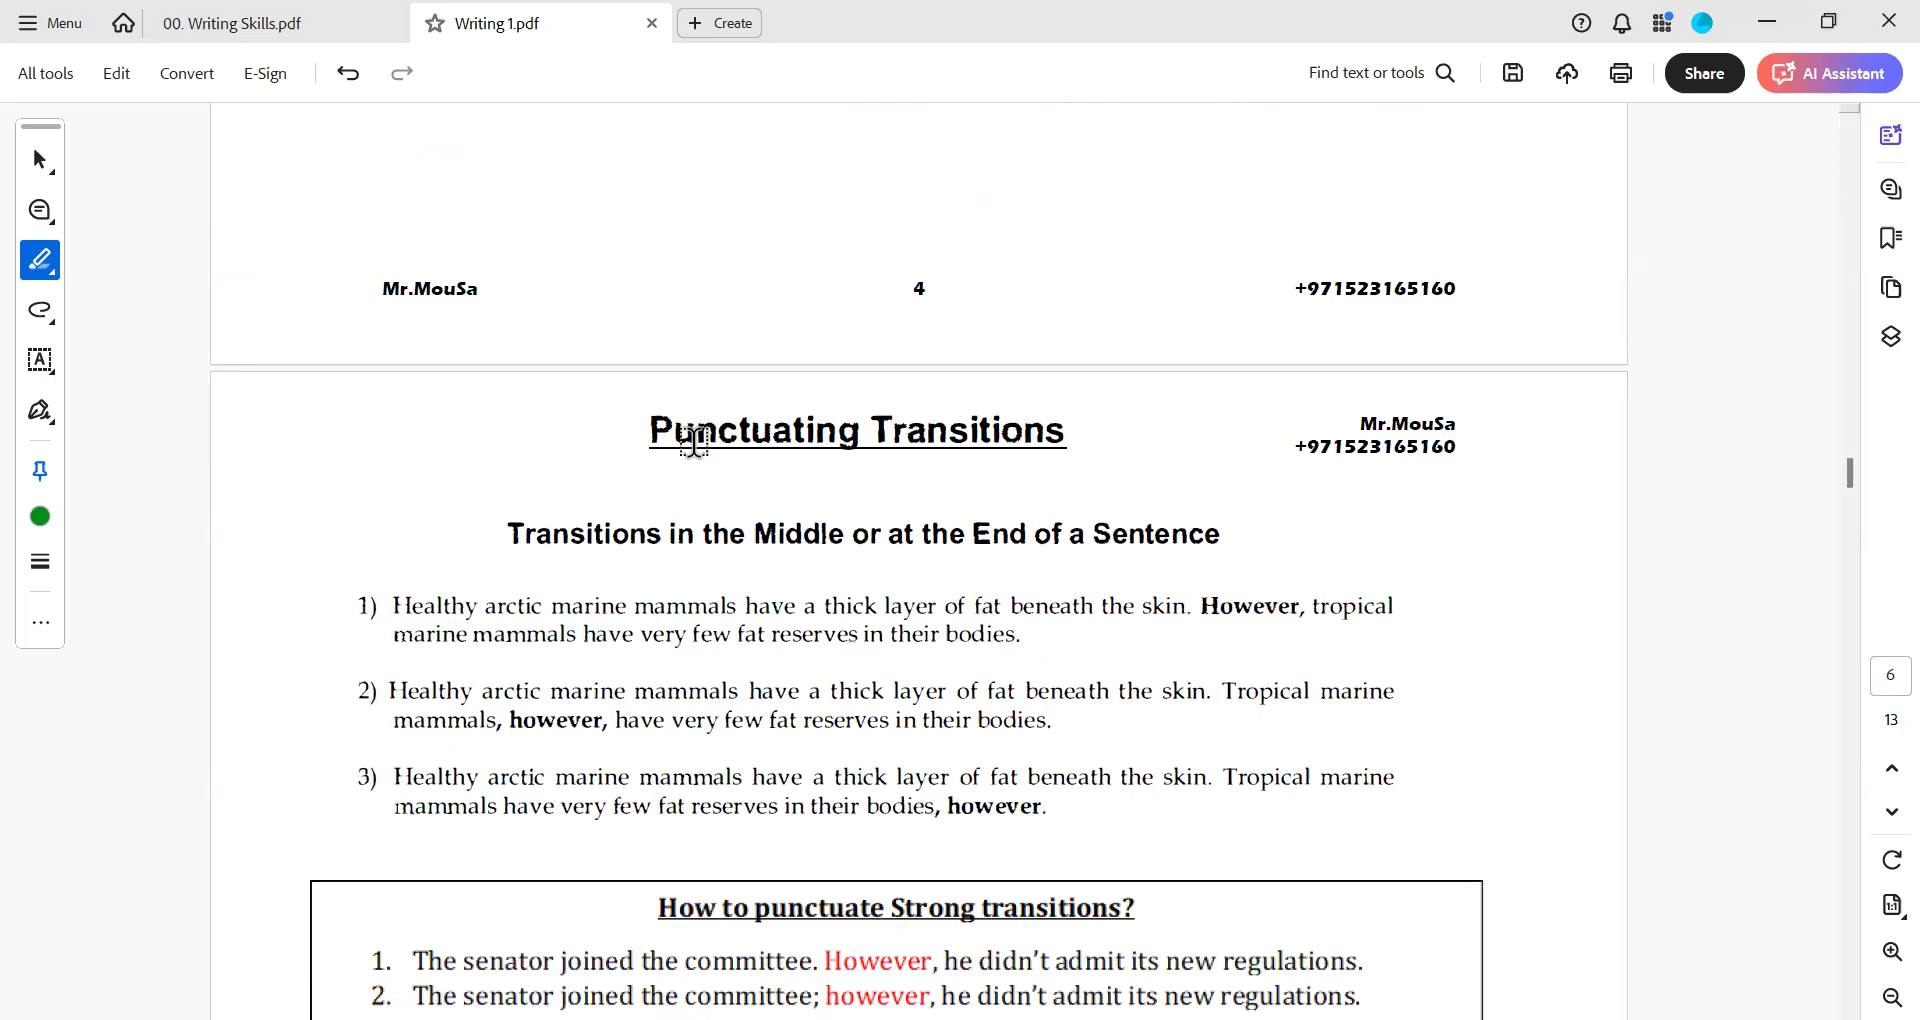 Menu
00. Writing Skills.pdf
Writing 1.pdf
Create
All tools
Edit
Convert
E-Sign
Find text or tools
Share
AI Assistant
Mr.MouSa
4
+971523165160
Punctuating Transitions
Mr.MouSa
+971523165160
Transitions in the Middle or at the End of a Sentence
1) Healthy arctic marine mammals have a thick layer of fat beneath the skin. However, tropical
marine mammals have very few fat reserves in their bodies.
2) Healthy arctic marine mammals have a thick layer of fat beneath the skin. Tropical marine
mammals, however, have very few fat reserves in their bodies.
3) Healthy arctic marine mammals have a thick layer of fat beneath the skin. Tropical marine
mammals have very few fat reserves in their bodies, however.
How to punctuate Strong transitions?
1. The senator joined the committee. However, he didn't admit its new regulations.
2. The senator joined the committee; however, he didn't admit its new regulations.
6
13